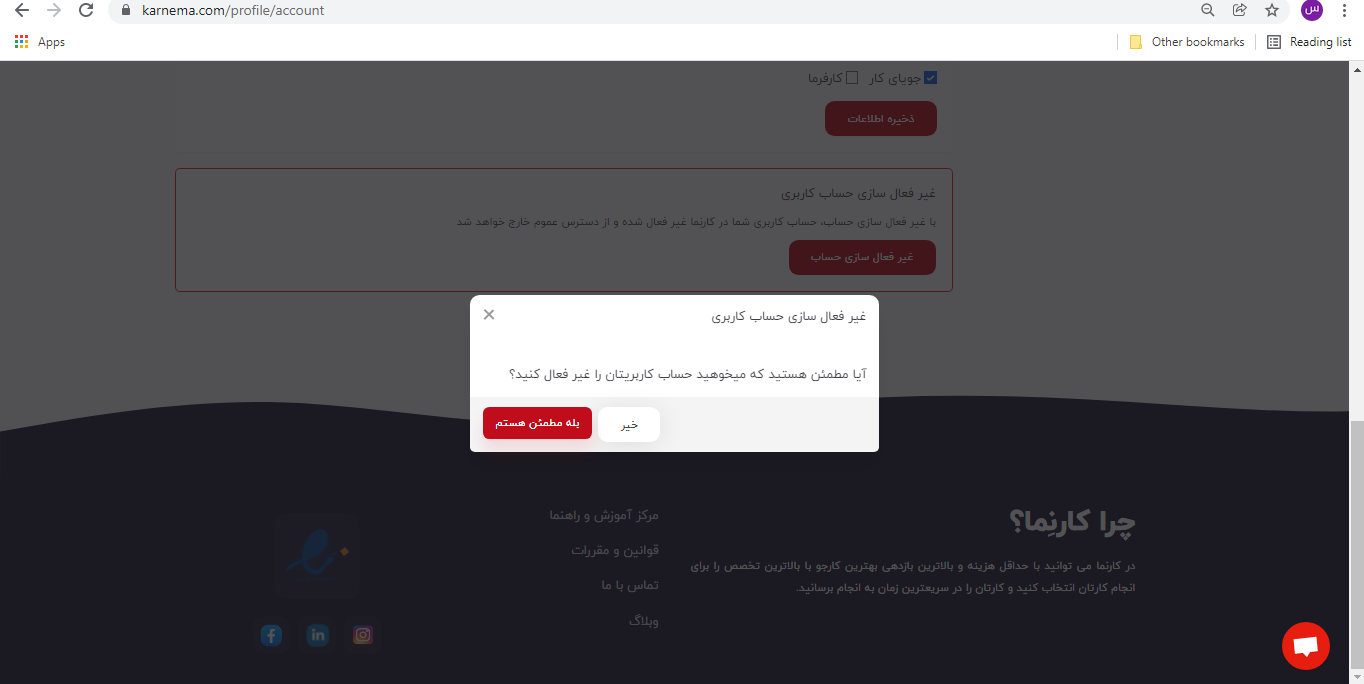 karnema.com/profile/account
س
Apps
Other bookmarks
Reading list
جویای کار
کارفرما
ذخیره اطلاعات
غیر فعال سازی حساب کاربری
با غیر فعال سازی حساب، حساب کاربری شما در کارنما غیر فعال شده و از دسترس عموم خارج خواهد شد
غیر فعال سازی حساب
غیر فعال سازی حساب کاربری
آیا مطمئن هستید که میخوهید حساب کاربریتان را غیر فعال کنید؟
خیر
بله مطمئن هستم
چرا کارنِما؟
در کارنما می توانید با حداقل هزینه و بالاترین بازدهی بهترین کارجو با بالاترین تخصص را برای
انجام کارتان انتخاب کنید و کارتان را در سریعترین زمان به انجام برسانید.
مرکز آموزش و راهنما
قوانین و مقررات
تماس با ما
وبلاگ